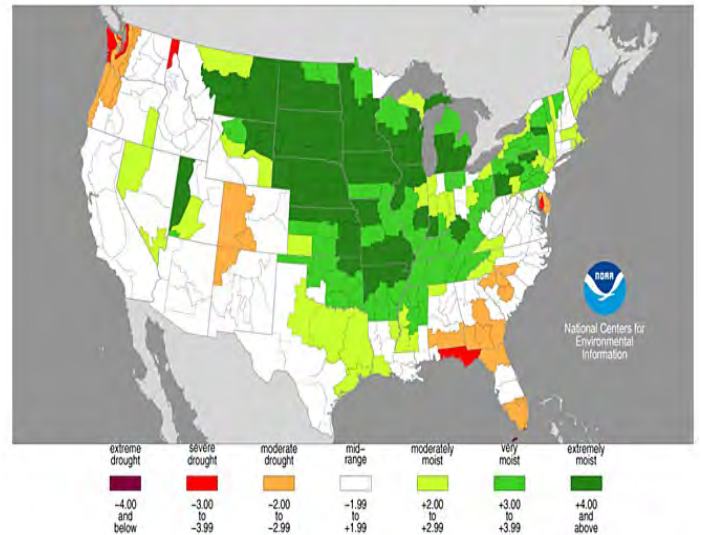 NOAA
National Centers for
Environmental
Information
extreme drought
severe drought
moderate drought
mid-range
moderately moist
very moist
extremely moist
-4.00 and below
-3.00 to -3.99
-2.00 to -2.99
-1.99 to +1.99
+2.00 to +2.99
+3.00 to +3.99
+4.00 and above